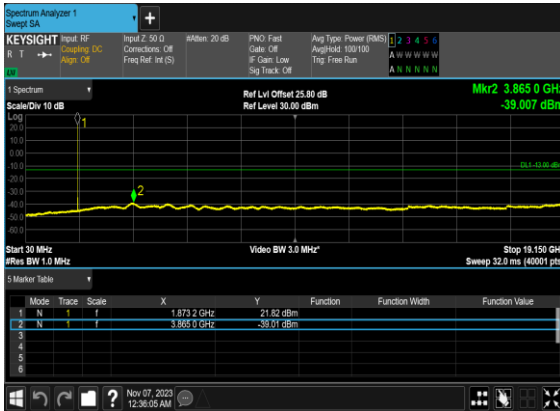 Spectrum Analyzer 1
Swept SA
+
KEYSIGHT Input: RF Input Z: 50 Ω #Atten: 20 dB PNO: Fast Avg Type: Power (RMS) 1 2 3 4 5 6
R T Coupling: DC Corrections: Off Gate: Off Avg|Hold: 100/100 A W W W W W
Align: Off Freq Ref: Int (S) IF Gain: Low Trig: Free Run
Sig Track: Off A N N N N N
1 Spectrum
Ref Lvl Offset 25.80 dB Mkr2 3.865 0 GHz
Scale/Div 10 dB Ref Level 30.00 dBm -39.007 dBm
Log
20.0
10.0
0.00
-10.0
DL1 -13.00 dBm
-20.0
-30.0
-40.0
-50.0
-60.0
1
2
Start 30 MHz Video BW 3.0 MHz* Stop 19.150 GHz
#Res BW 1.0 MHz Sweep 32.0 ms (40001 pts)
5 Marker Table
Mode Trace Scale X Y Function Function Width Function Value
1 N 1 f 1.873 2 GHz 21.82 dBm
2 N 1 f 3.865 0 GHz -39.01 dBm
3
4
5
6
? Nov 07, 2023
12:36:05 AM